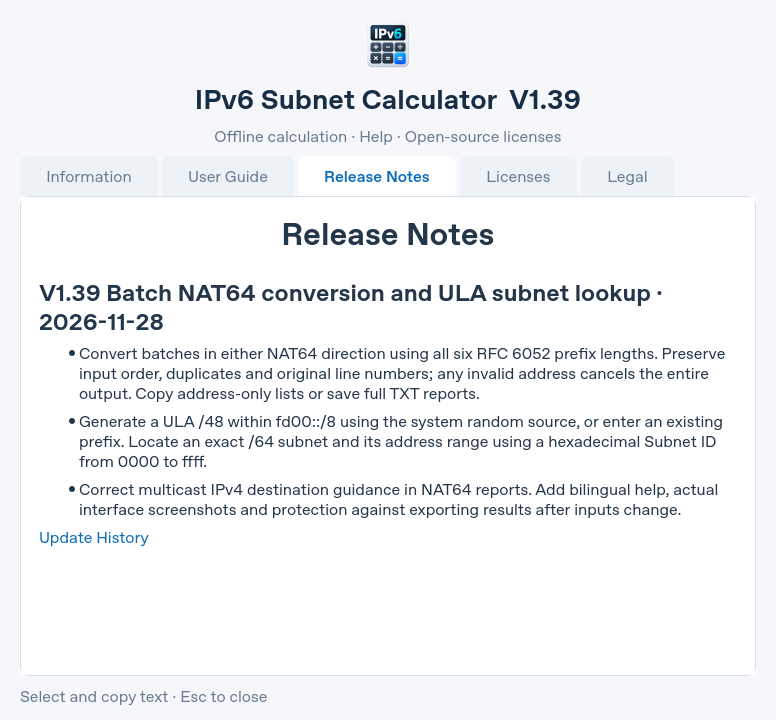 IPv6
IPv6 Subnet Calculator V1.39
Offline calculation · Help · Open-source licenses
Information
User Guide
Release Notes
Licenses
Legal
Release Notes
V1.39 Batch NAT64 conversion and ULA subnet lookup ·
2026-11-28
• Convert batches in either NAT64 direction using all six RFC 6052 prefix lengths. Preserve
input order, duplicates and original line numbers; any invalid address cancels the entire
output. Copy address-only lists or save full TXT reports.
• Generate a ULA /48 within fd00::/8 using the system random source, or enter an existing
prefix. Locate an exact /64 subnet and its address range using a hexadecimal Subnet ID
from 0000 to ffff.
• Correct multicast IPv4 destination guidance in NAT64 reports. Add bilingual help, actual
interface screenshots and protection against exporting results after inputs change.
Update History
Select and copy text · Esc to close